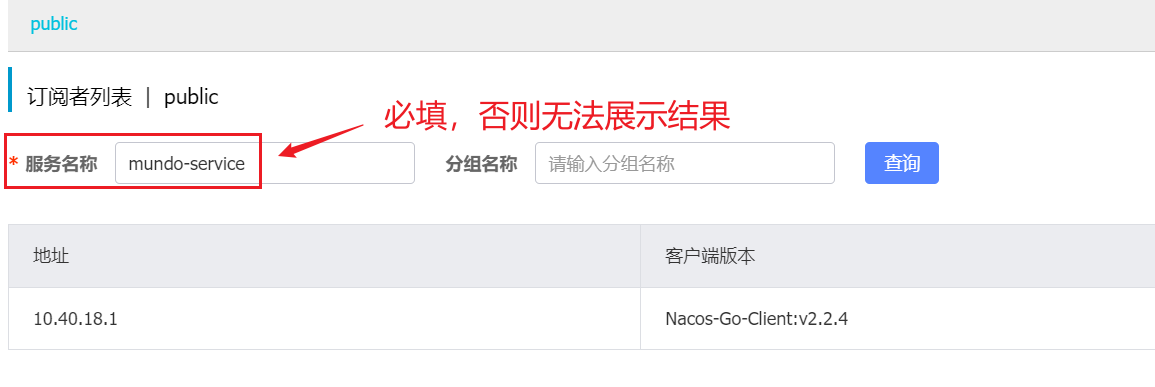 public
订阅者列表 | public
必填，否则无法展示结果
* 服务名称 mundo-service 分组名称 请输入分组名称 查询
地址 客户端版本
10.40.18.1 Nacos-Go-Client:v2.2.4